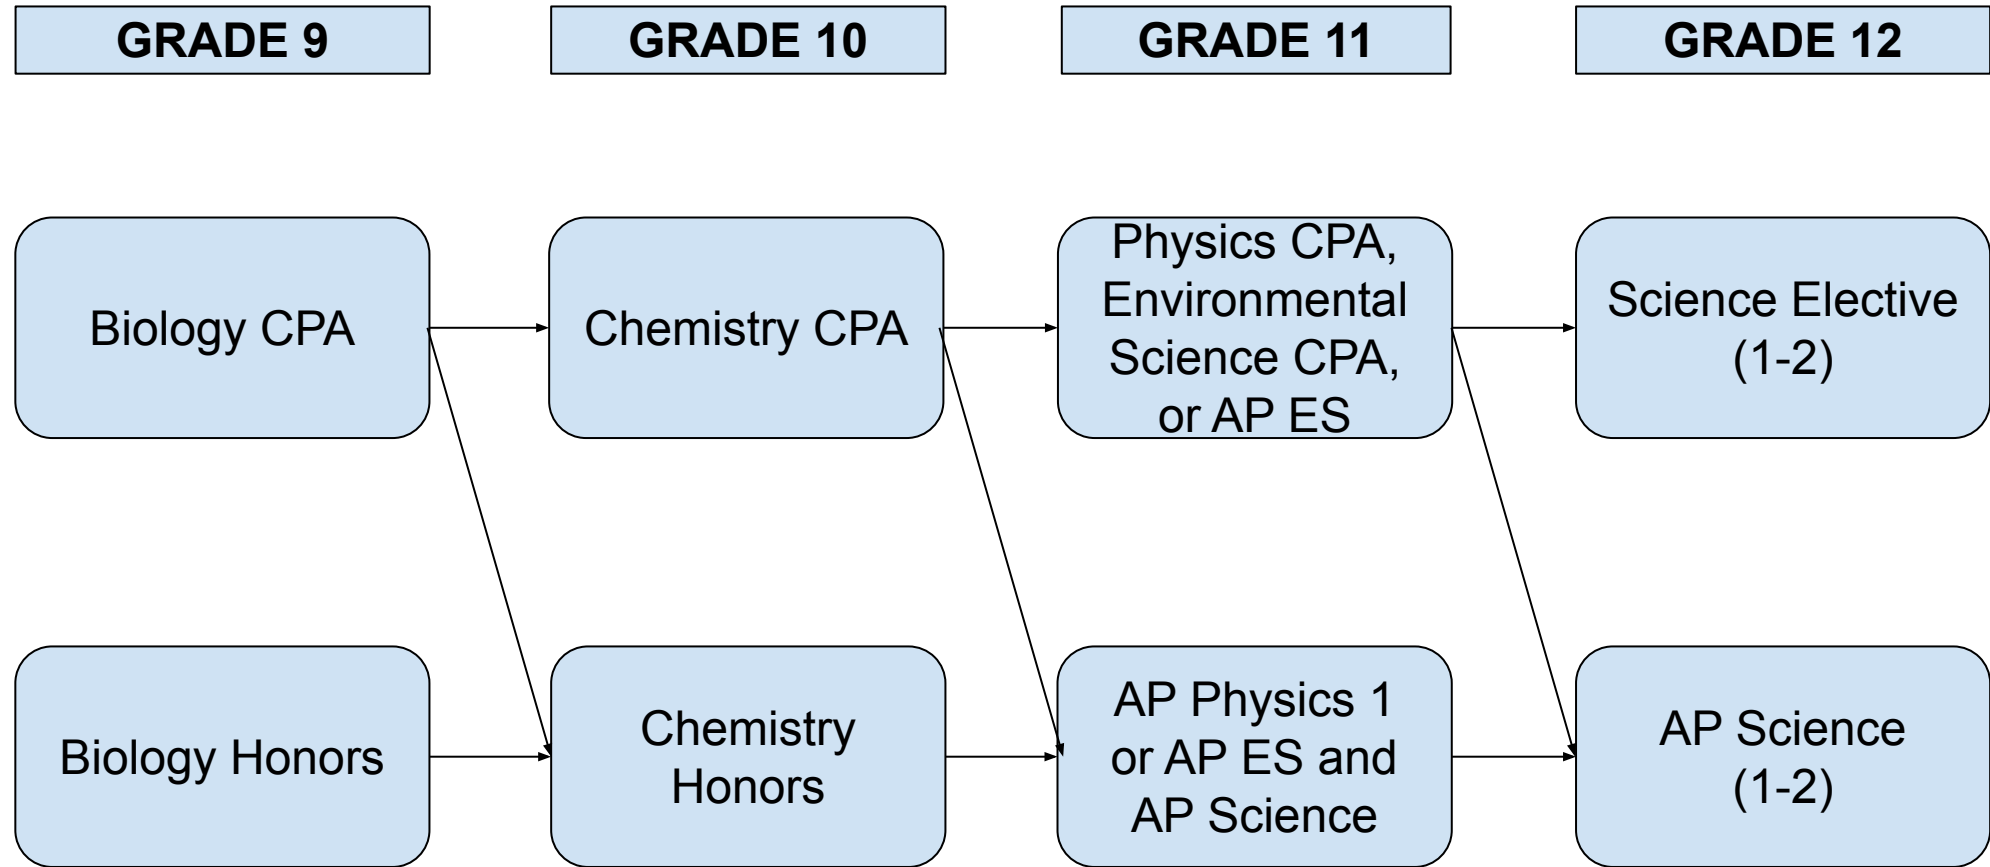 GRADE 9
GRADE 10
GRADE 11
GRADE 12
Biology CPA
Chemistry CPA
Physics CPA,
Environmental
Science CPA,
or AP ES
Science Elective
(1-2)
Biology Honors
Chemistry
Honors
AP Physics 1
or AP ES and
AP Science
AP Science
(1-2)